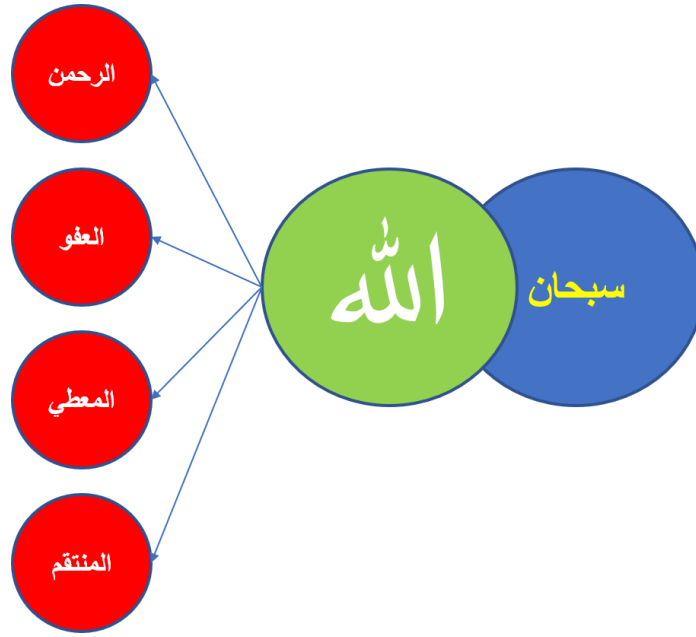 سبحان
الله
الرحمن
العفو
المعطي
المنتقم